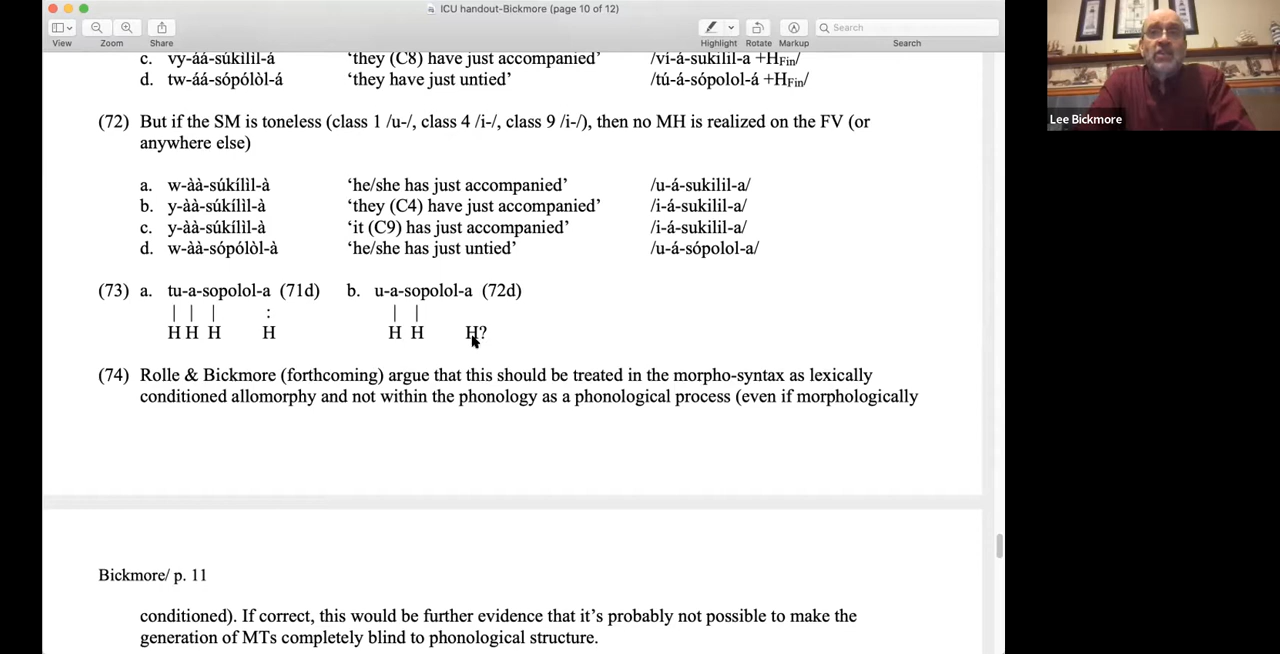 ICU handout-Bickmore (page 10 of 12)
View Zoom Share Highlight Rotate Markup Search
Search
c. vy-áá-súkílìl-á ‘they (C8) have just accompanied’ /ví-á-sukilil-a +HFin/
d. tw-áá-sópólòl-á ‘they have just untied’ /tú-á-sópolol-á +HFin/
(72) But if the SM is toneless (class 1 /u-/, class 4 /i-/, class 9 /i-/), then no MH is realized on the FV (or
anywhere else)
a. w-àà-súkílìl-à ‘he/she has just accompanied’ /u-á-sukilil-a/
b. y-àà-súkílìl-à ‘they (C4) have just accompanied’ /i-á-sukilil-a/
c. y-àà-súkílìl-à ‘it (C9) has just accompanied’ /i-á-sukilil-a/
d. w-àà-sópólòl-à ‘he/she has just untied’ /u-á-sópolol-a/
(73) a. tu-a-sopolol-a (71d) b. u-a-sopolol-a (72d)
| | | : | |
H H H H H H H?
(74) Rolle & Bickmore (forthcoming) argue that this should be treated in the morpho-syntax as lexically
conditioned allomorphy and not within the phonology as a phonological process (even if morphologically
Bickmore/ p. 11
conditioned). If correct, this would be further evidence that it’s probably not possible to make the
generation of MTs completely blind to phonological structure.
Lee Bickmore